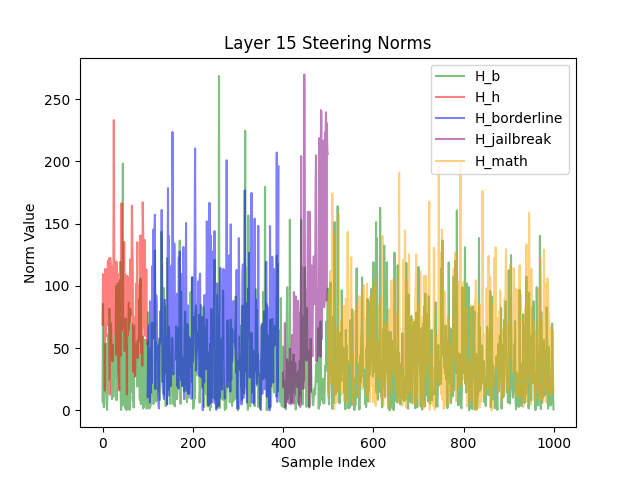 Layer 15 Steering Norms
H_b
H_h
H_borderline
H_jailbreak
H_math
250
200
150
100
50
0
Norm Value
0 200 400 600 800 1000
Sample Index